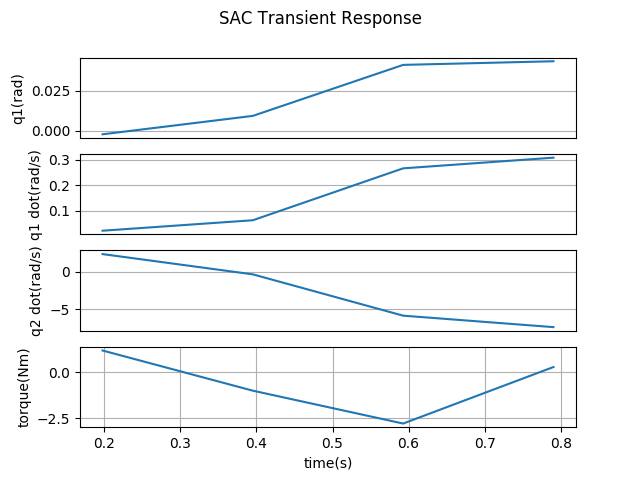 SAC Transient Response
q1(rad)
0.025
0.000
q1 dot(rad/s)
0.3
0.2
0.1
q2 dot(rad/s)
0
−5
torque(Nm)
0.0
−2.5
0.2 0.3 0.4 0.5 0.6 0.7 0.8
time(s)